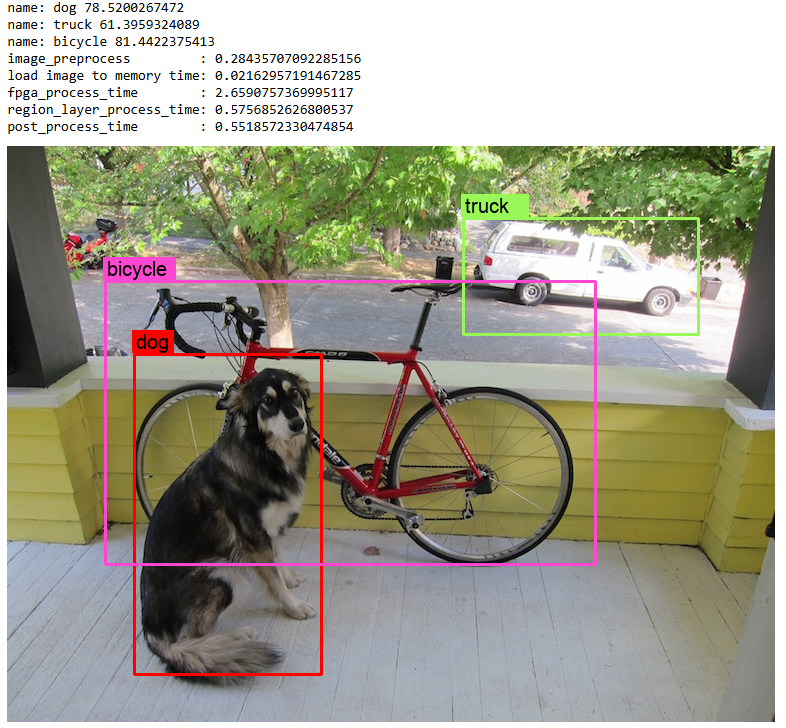 name: dog 78.5200267472
name: truck 61.3959324089
name: bicycle 81.4422375413
image_preprocess : 0.28435707092285156
load image to memory time: 0.02162957191467285
fpga_process_time : 2.6590757369995117
region_layer_process_time: 0.5756852626800537
post_process_time : 0.5518572330474854
truck
bicycle
dog